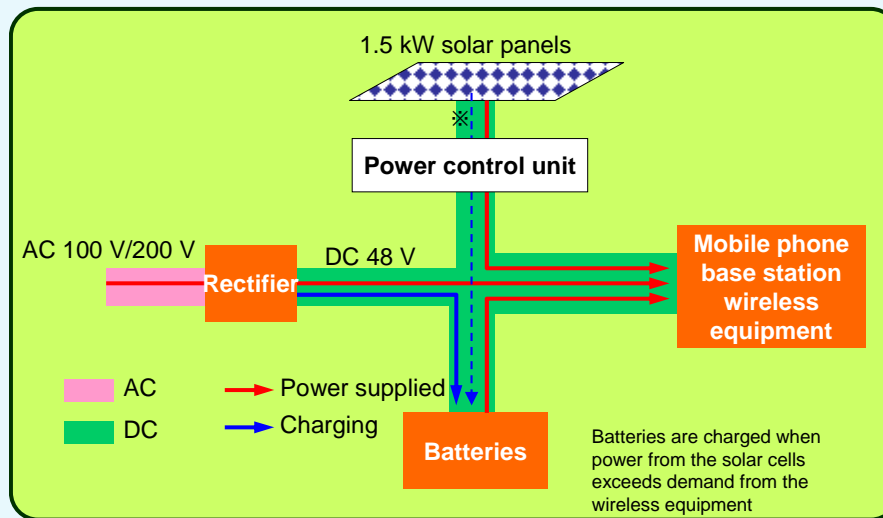 1.5 kW solar panels
※
Power control unit
AC 100 V/200 V
Rectifier
DC 48 V
Mobile phone
base station
wireless
equipment
AC
DC
Power supplied
Charging
Batteries
Batteries are charged when
power from the solar cells
exceeds demand from the
wireless equipment